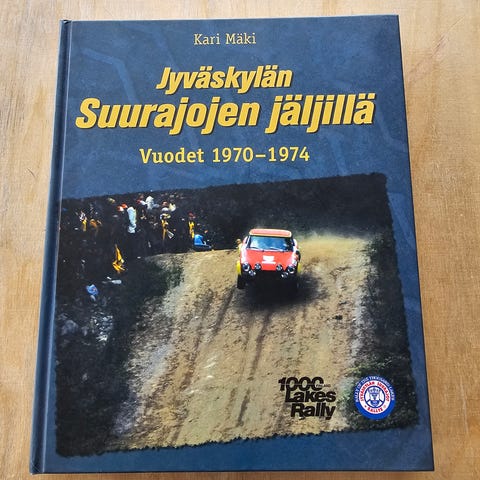 Kari Mäki
Jyväskylän
Suurajojen jäljillä
Vuodet 1970–1974
1000
Lakes
Rally